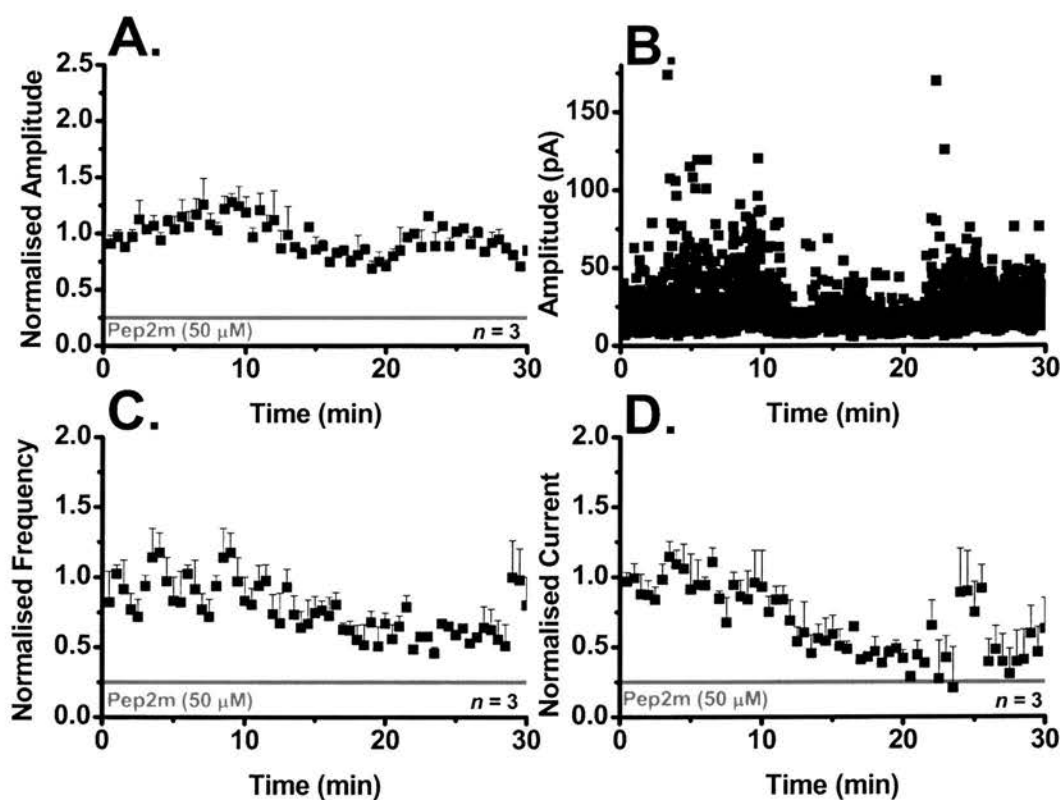 A.
Normalised Amplitude
2.5
2.0
1.5
1.0
0.5
0.0
Pep2m (50 μM)
n = 3
0
10
20
30
Time (min)
B.
Amplitude (pA)
150
100
50
0
0
10
20
30
Time (min)
C.
Normalised Frequency
2.0
1.5
1.0
0.5
0.0
Pep2m (50 μM)
n = 3
0
10
20
30
Time (min)
D.
Normalised Current
2.0
1.5
1.0
0.5
0.0
Pep2m (50 μM)
n = 3
0
10
20
30
Time (min)